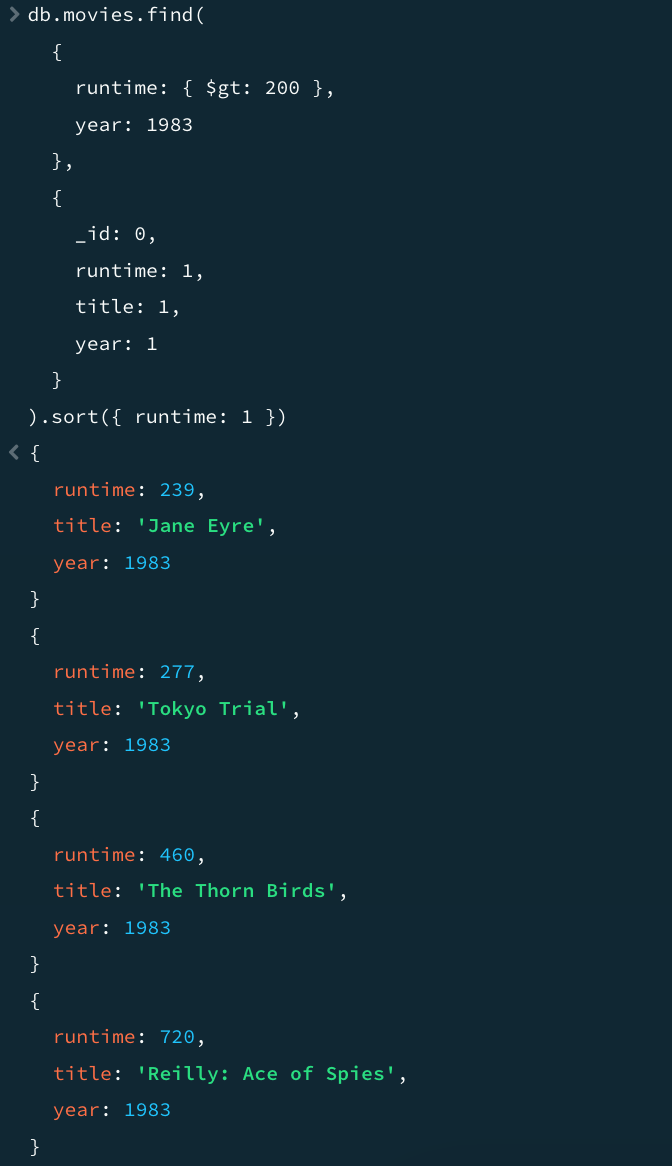 > db.movies.find(
{
runtime: { $gt: 200 },
year: 1983
},
{
_id: 0,
runtime: 1,
title: 1,
year: 1
}
).sort({ runtime: 1 })
< {
runtime: 239,
title: 'Jane Eyre',
year: 1983
}
{
runtime: 277,
title: 'Tokyo Trial',
year: 1983
}
{
runtime: 460,
title: 'The Thorn Birds',
year: 1983
}
{
runtime: 720,
title: 'Reilly: Ace of Spies',
year: 1983
}